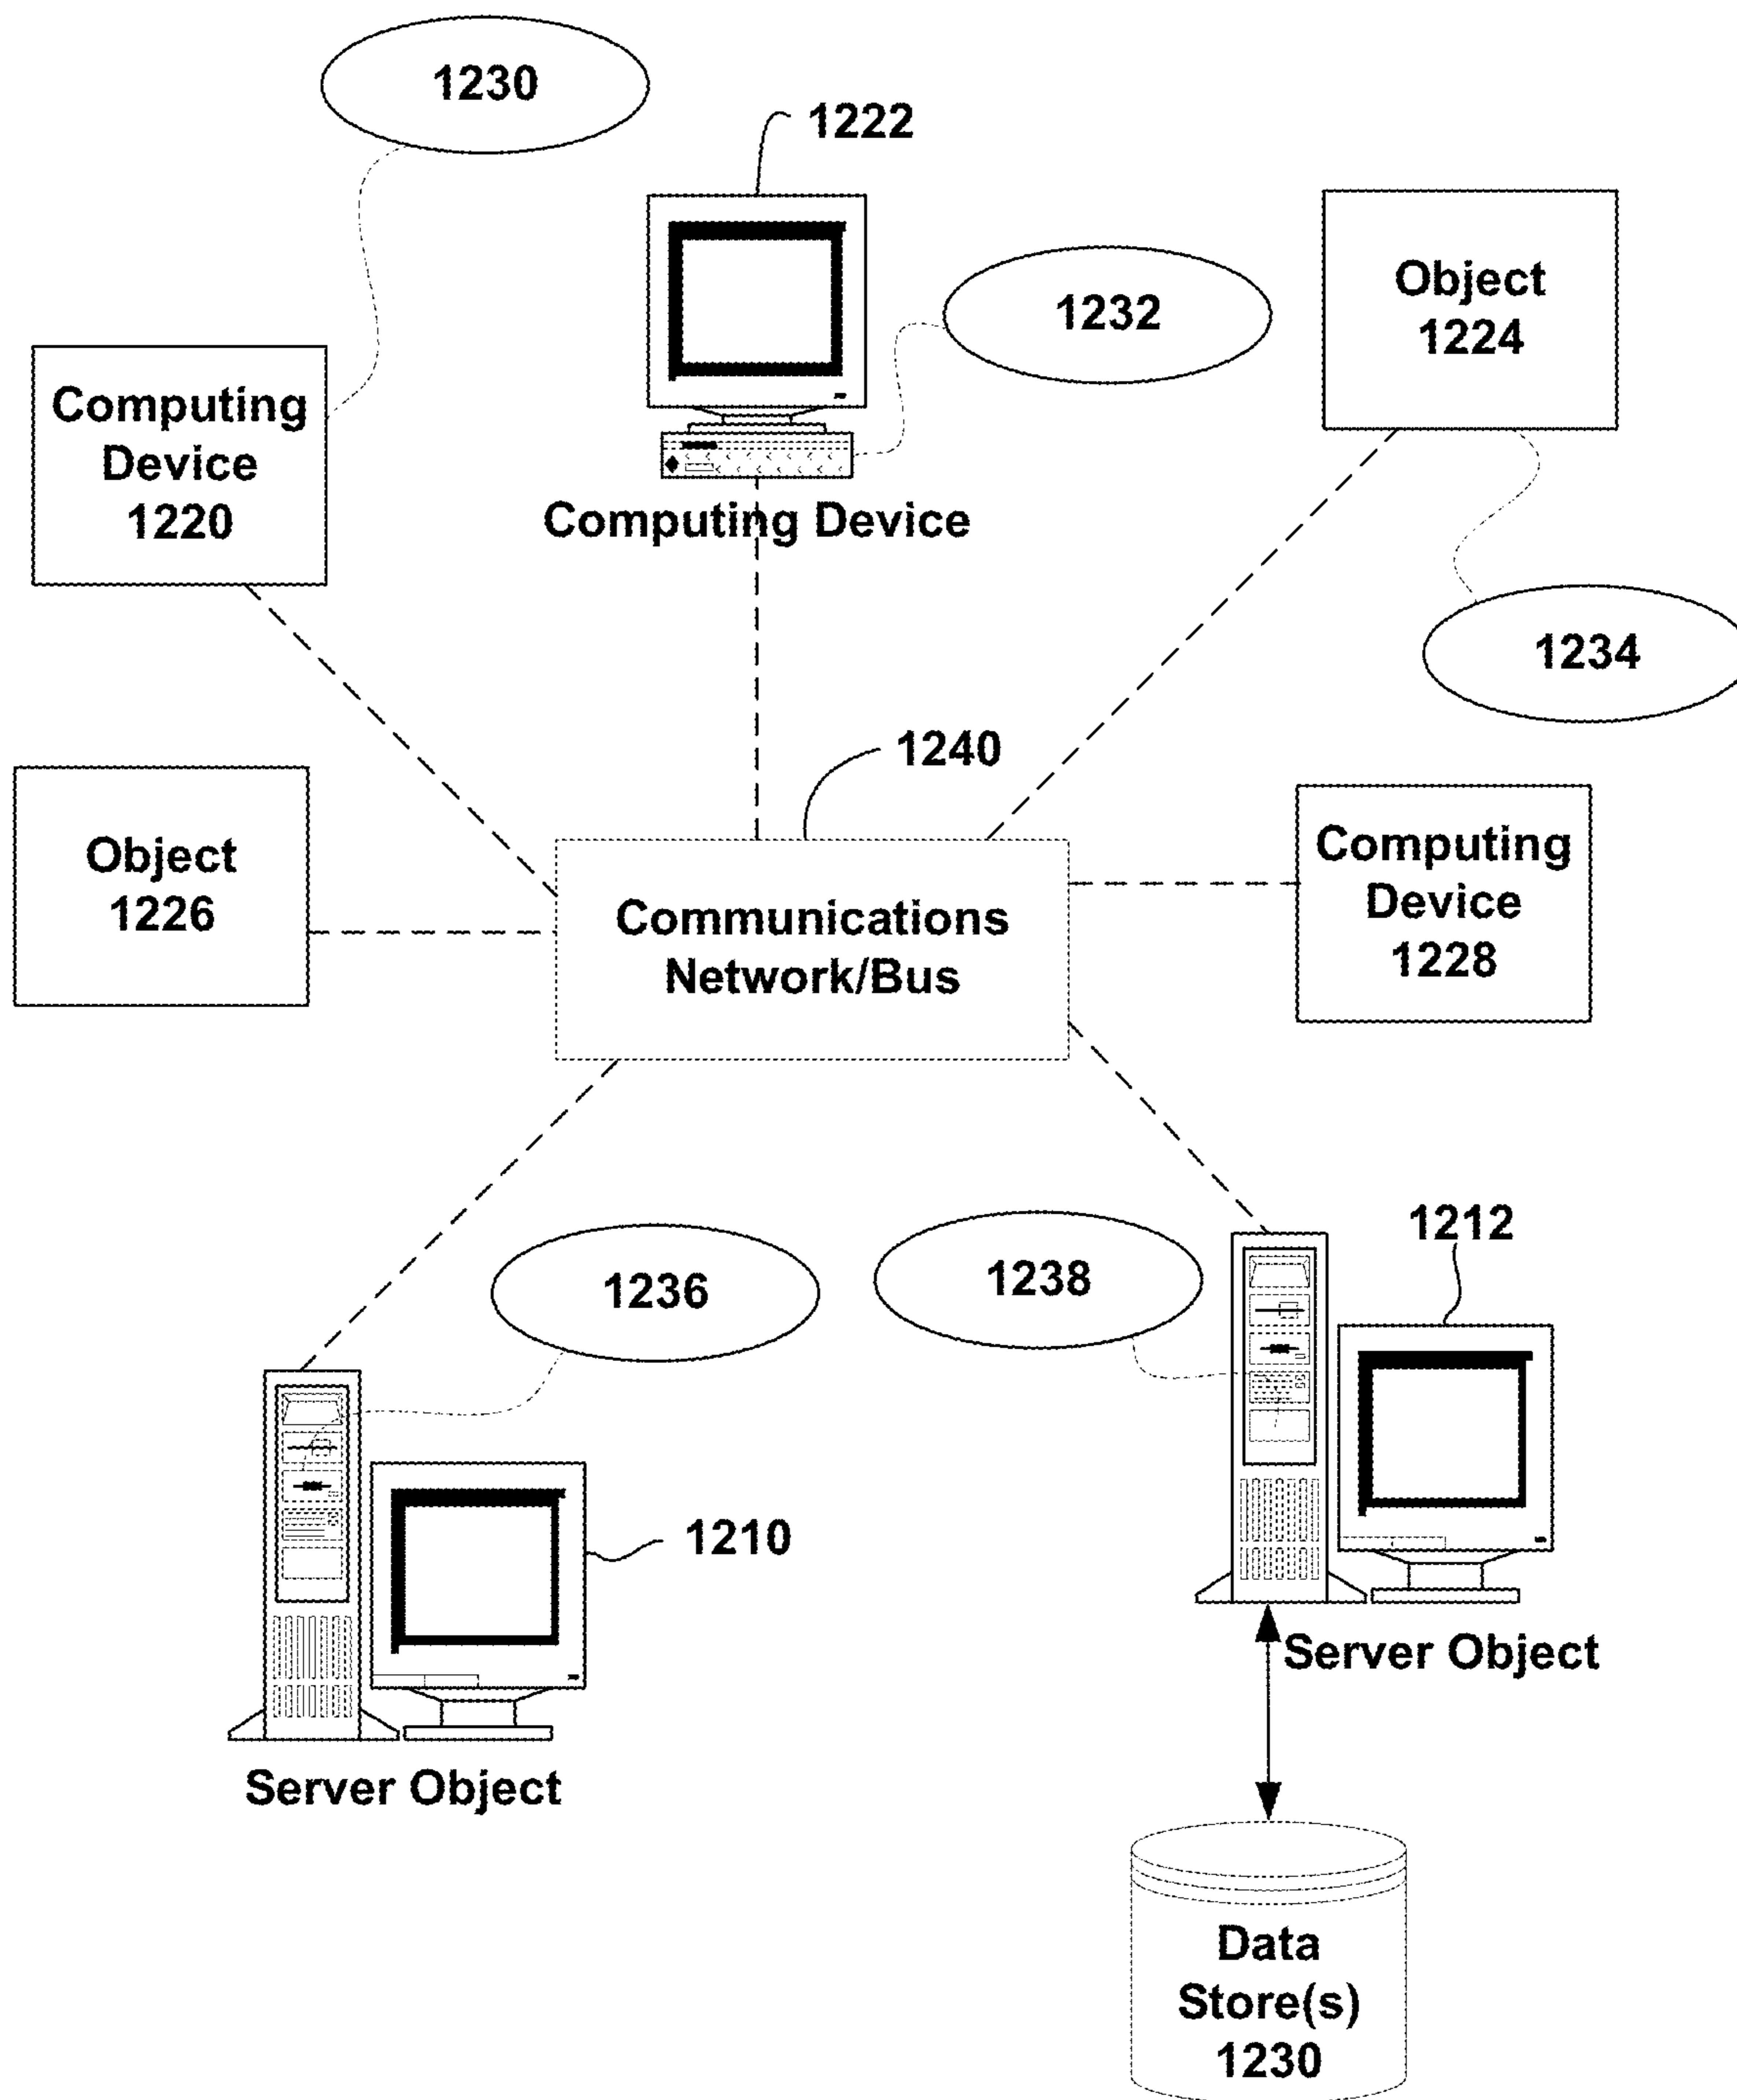 1230
1222
1232
Object
1224
Computing
Device
1220
Computing Device
1234
1240
Object
1226
Communications
Network/Bus
Computing
Device
1228
1236
1238
1212
1210
Server Object
Server Object
Data
Store(s)
1230